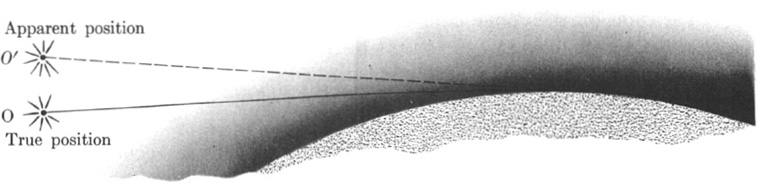 Apparent position
O′
O
True position